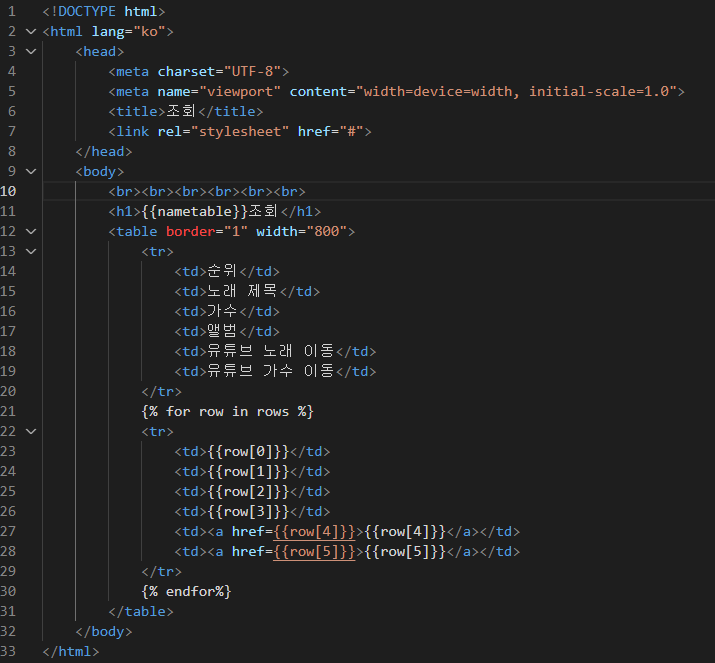 1 <!DOCTYPE html>
2 <html lang="ko">
3 <head>
4 <meta charset="UTF-8">
5 <meta name="viewport" content="width=device-width, initial-scale=1.0">
6 <title>조회</title>
7 <link rel="stylesheet" href="#">
8 </head>
9 <body>
10 <br><br><br><br><br><br>
11 <h1>{{nametable}}조회</h1>
12 <table border="1" width="800">
13 <tr>
14 <td>순위</td>
15 <td>노래 제목</td>
16 <td>가수</td>
17 <td>앨범</td>
18 <td>유튜브 노래 이동</td>
19 <td>유튜브 가수 이동</td>
20 </tr>
21 {% for row in rows %}
22 <tr>
23 <td>{{row[0]}}</td>
24 <td>{{row[1]}}</td>
25 <td>{{row[2]}}</td>
26 <td>{{row[3]}}</td>
27 <td><a href={{row[4]}}>{{row[4]}}</a></td>
28 <td><a href={{row[5]}}>{{row[5]}}</a></td>
29 </tr>
30 {% endfor%}
31 </table>
32 </body>
33 </html>